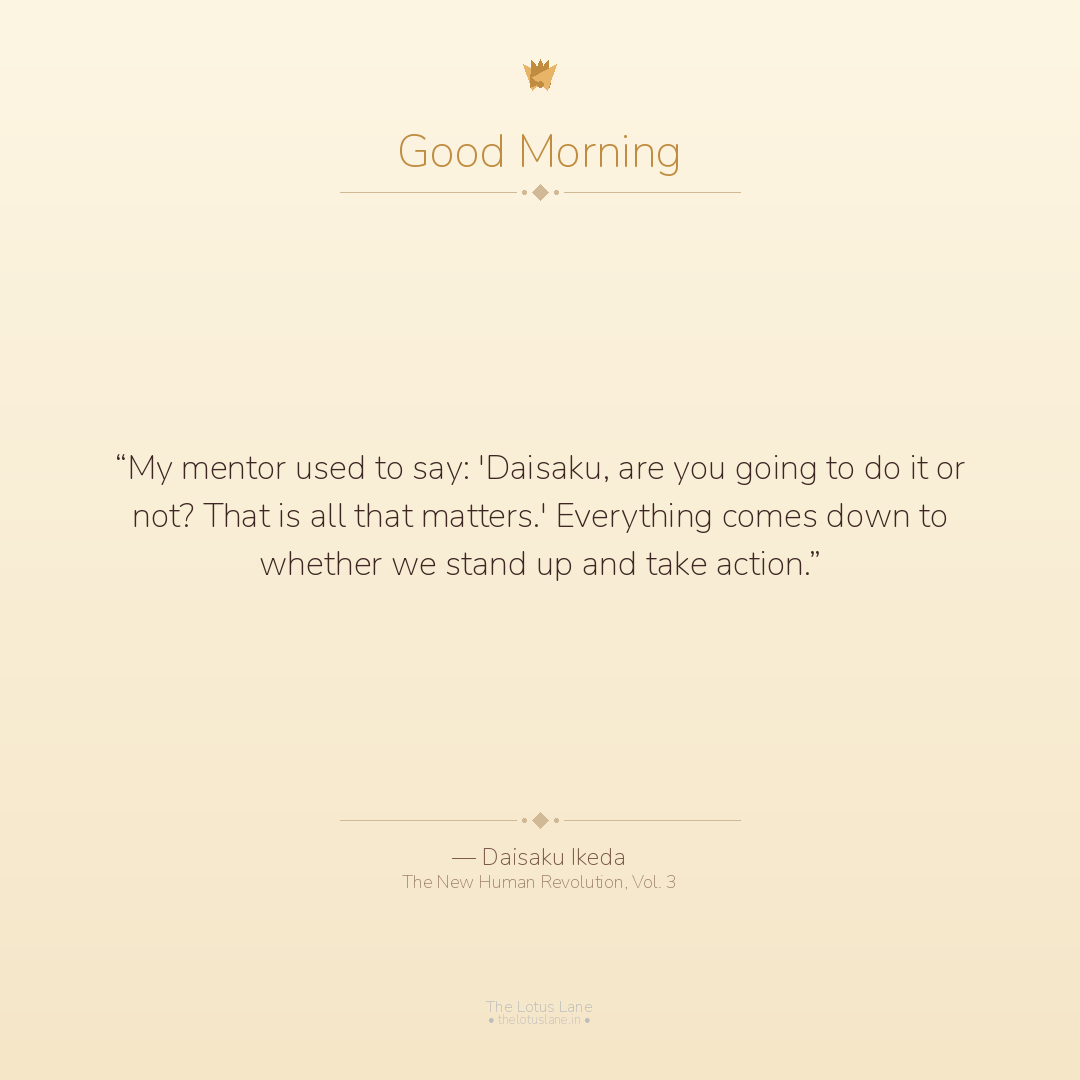 Good Morning
“My mentor used to say: 'Daisaku, are you going to do it or
not? That is all that matters.' Everything comes down to
whether we stand up and take action.”
— Daisaku Ikeda
The New Human Revolution, Vol. 3
The Lotus Lane
• thelotuslane.in •